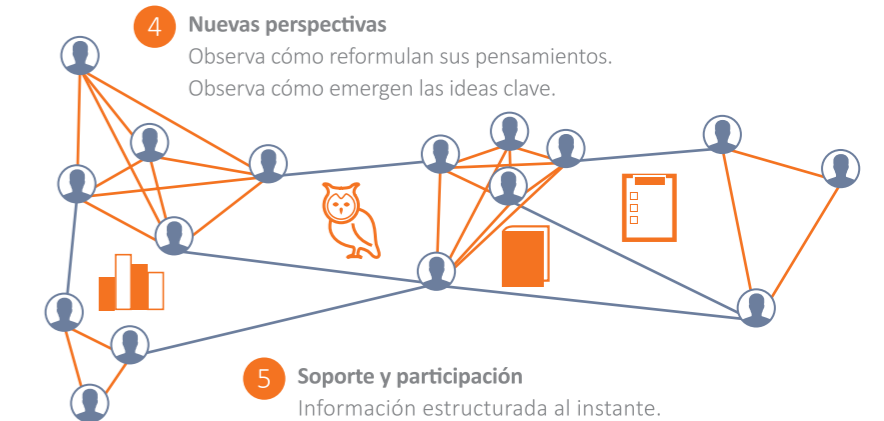 4 Nuevas perspectivas
Observa cómo reformulan sus pensamientos.
Observa cómo emergen las ideas clave.
5 Soporte y participación
Información estructurada al instante.